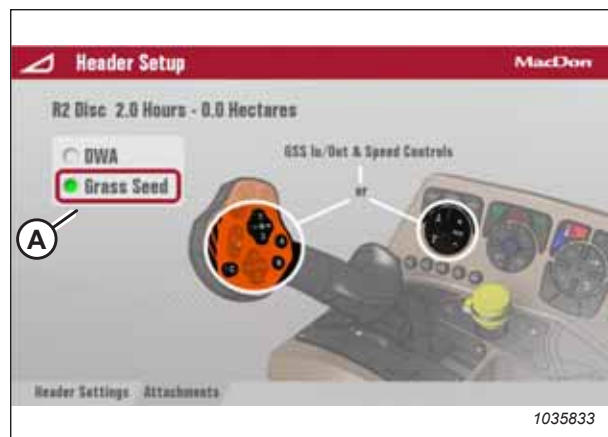 Header Setup
MacDon
R2 Disc 2.0 Hours - 0.0 Hectares
DWA
Grass Seed
A
GSS In/Out & Speed Controls
or
Header Settings Attachments
1035833